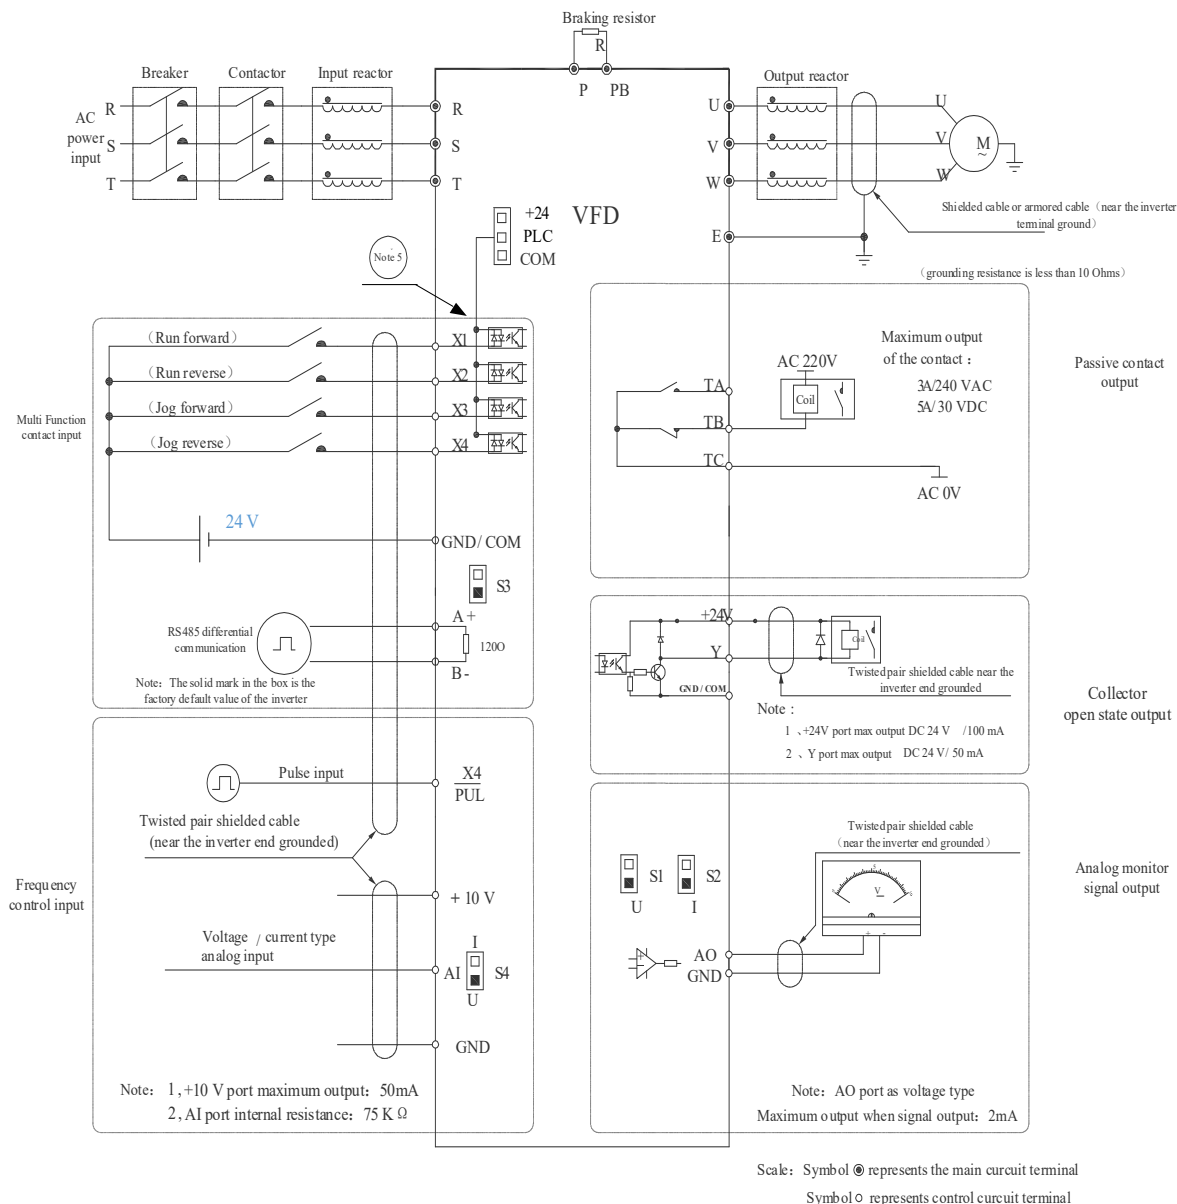 Braking resistor
R
P PB
Breaker Contactor Input reactor
Output reactor
AC
power
input
R
S
T
R
S
T
U
V
W
U
V
W
M
~
Shielded cable or armored cable（near the inverter
terminal ground）
E
（grounding resistance is less than 10 Ohms）
+24
PLC
COM
VFD
Note 5
Multi Function
contact input
（Run forward）
（Run reverse）
（Jog forward）
（Jog reverse）
X1
X2
X3
X4
24 V
GND/ COM
S3
RS485 differential
communication
A +
B -
120O
Note： The solid mark in the box is the
factory default value of the inverter
TA
TB
TC
AC 220V
Coil
AC 0V
Maximum output
of the contact：
3A/240 VAC
5A/ 30 VDC
Passive contact
output
+24V
Y
GND / COM
Coil
Twisted pair shielded cable near the
inverter end grounded
Note：
1 、+24V port max output DC 24 V /100 mA
2 、Y port max output DC 24 V/ 50 mA
Collector
open state output
Frequency
control input
Pulse input
X4
PUL
Twisted pair shielded cable
(near the inverter end grounded)
+ 10 V
Voltage / current type
analog input
AI
I
S4
U
GND
Note： 1 , +10 V port maximum output： 50mA
2 , AI port internal resistance： 75 K Ω
Twisted pair shielded cable
（near the inverter end grounded）
S1
U
S2
I
V
+ -
AO
GND
Analog monitor
signal output
Note： AO port as voltage type
Maximum output when signal output： 2mA
Scale： Symbol represents the main curcuit terminal
Symbol represents control curcuit terminal